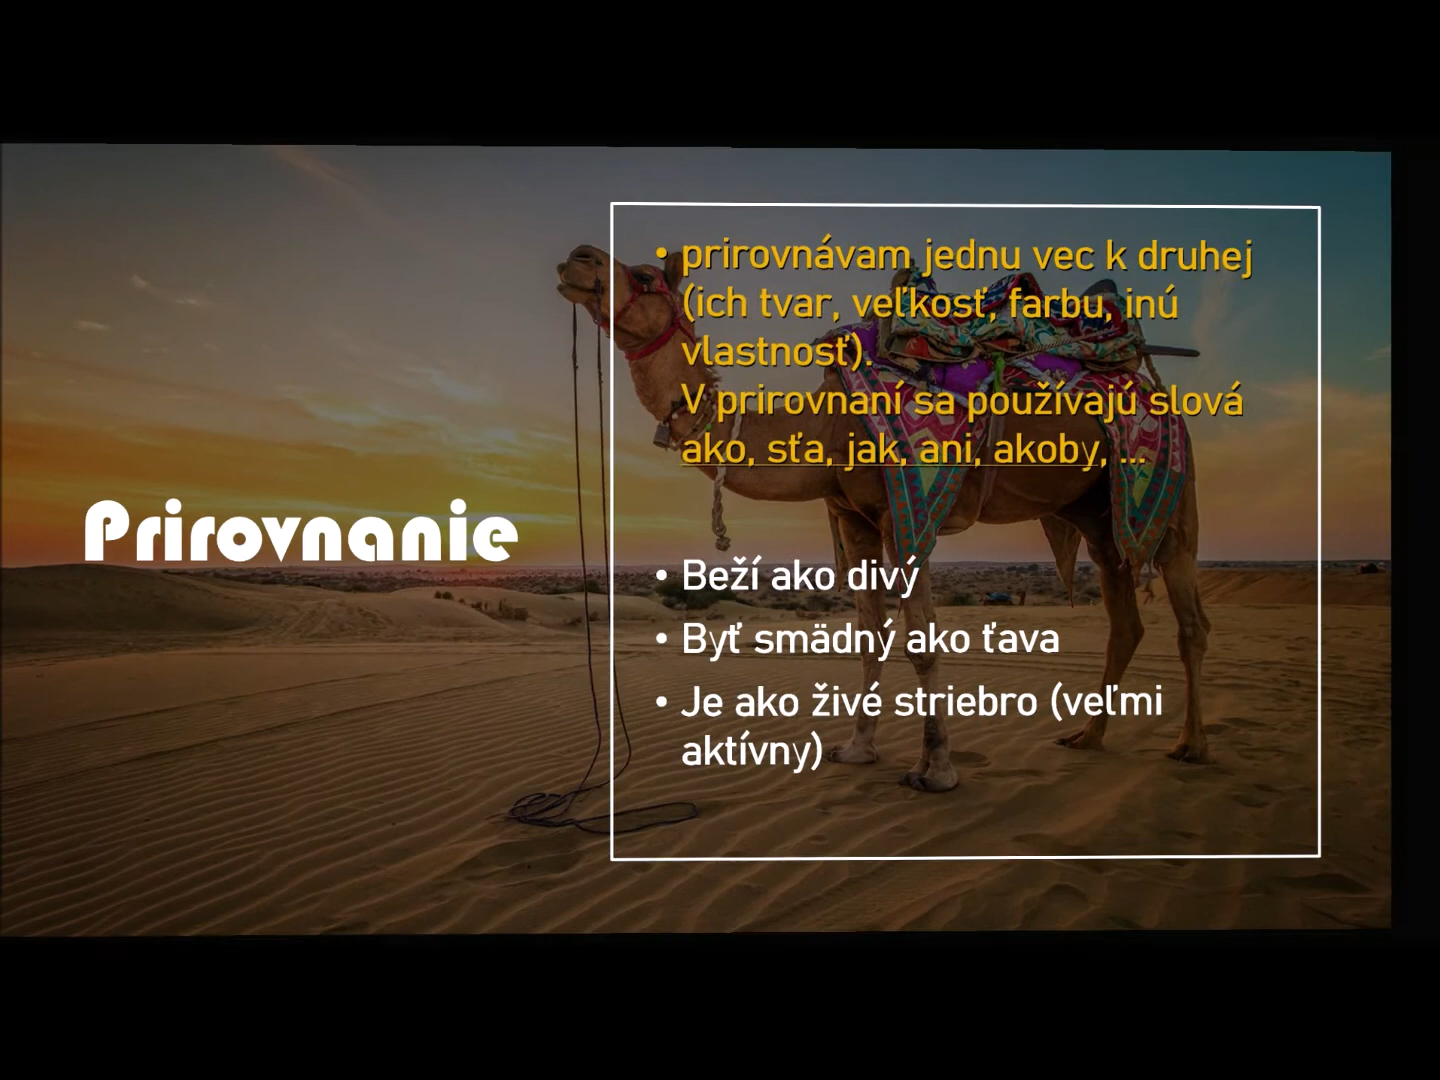 Prirovnanie
• prirovnávam jednu vec k druhej
(ich tvar, veľkosť, farbu, inú
vlastnosť).
V prirovnaní sa používajú slová
ako, sťa, jak, ani, akoby, ...
• Beží ako divý
• Byť smädný ako ťava
• Je ako živé striebro (veľmi
aktívny)